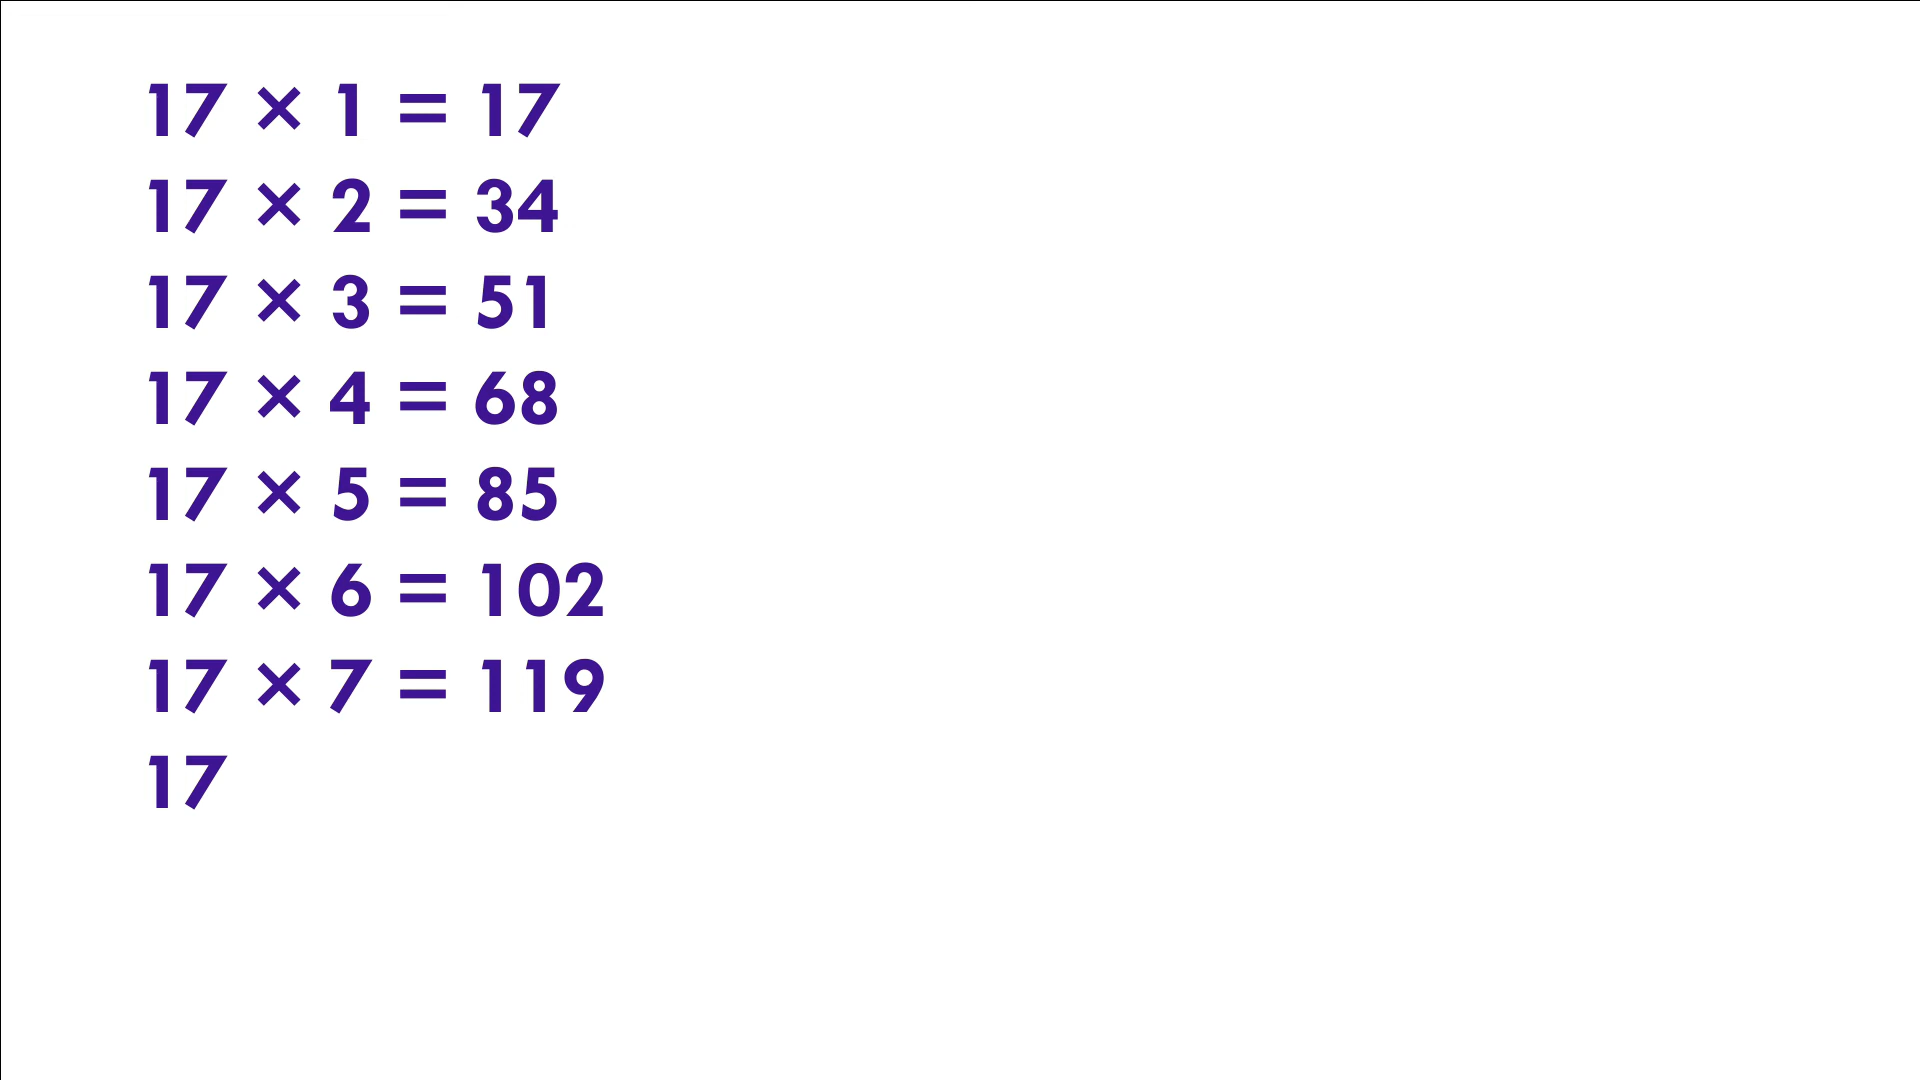 17 × 1 = 17
17 × 2 = 34
17 × 3 = 51
17 × 4 = 68
17 × 5 = 85
17 × 6 = 102
17 × 7 = 119
17